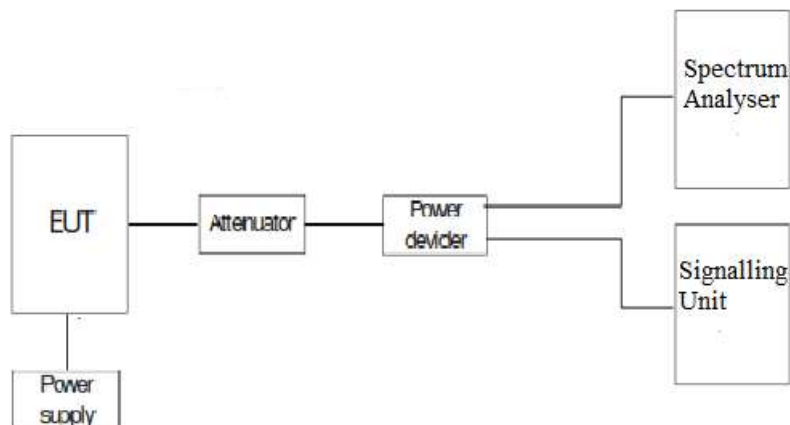 Spectrum
Analyser
EUT
Attenuator
Power
devider
Signalling
Unit
Power
supply